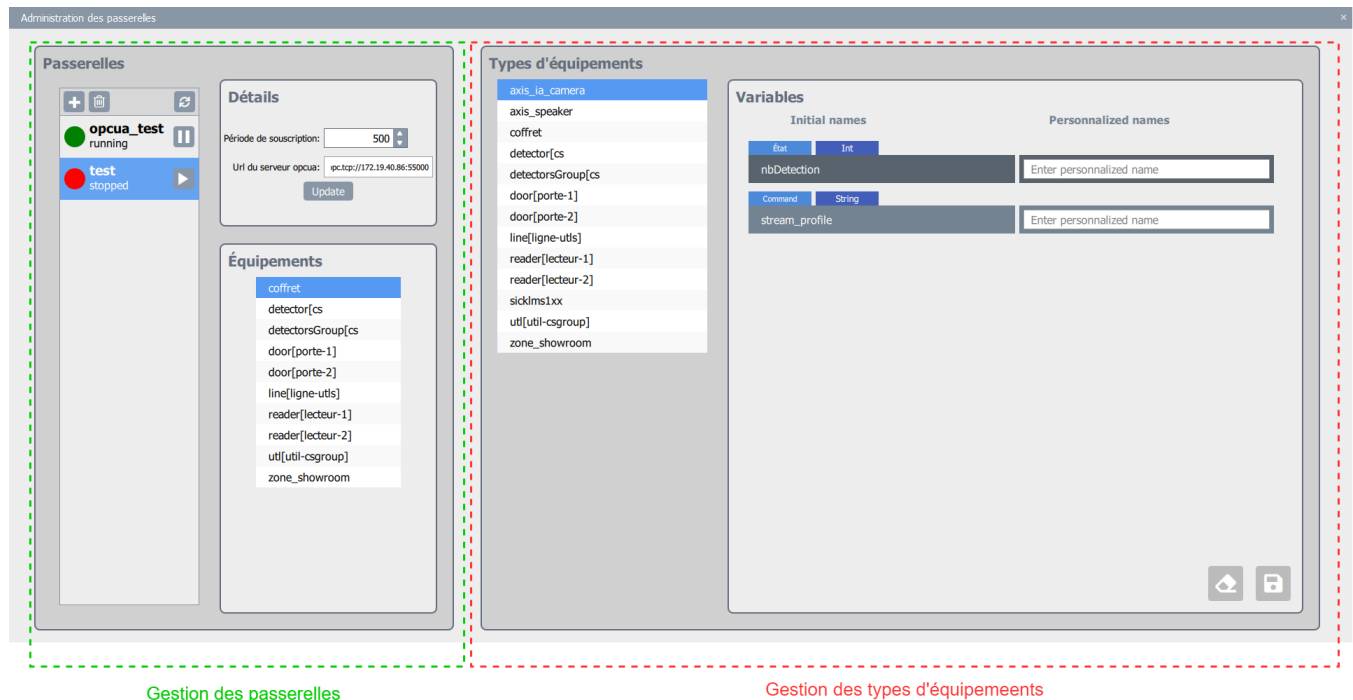 Administration des passerelles
×
Passerelles
opcua_test
running
test
stopped
Détails
Période de souscription: 500
Url du serveur opcua: opc.tcp://172.19.40.86:55000
Update
Équipements
coffret
detector[cs
detectorsGroup[cs
door[porte-1]
door[porte-2]
line[ligne-utls]
reader[lecteur-1]
reader[lecteur-2]
utl[util-csgroup]
zone_showroom
Types d'équipements
axis_ia_camera
axis_speaker
coffret
detector[cs
detectorsGroup[cs
door[porte-1]
door[porte-2]
line[ligne-utls]
reader[lecteur-1]
reader[lecteur-2]
sicklms1xx
utl[util-csgroup]
zone_showroom
Variables
Initial names Personnalized names
État Int
nbDetection Enter personnalized name
Command String
stream_profile Enter personnalized name
Gestion des passerelles
Gestion des types d'équipemeents